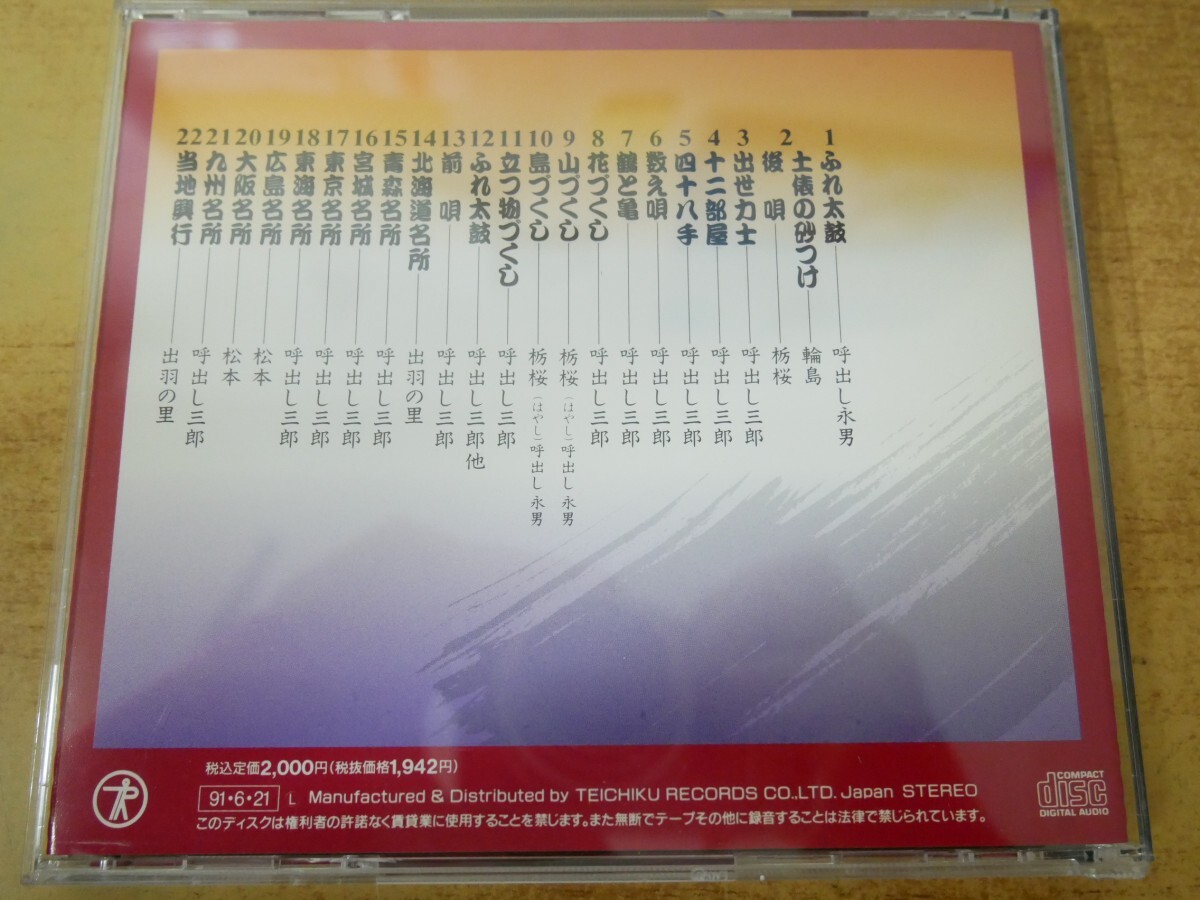 1 ふれ太鼓 呼出し永男
2 土俵の砂つけ 輪島
後唄 栃桜
3 出世力士 呼出し三郎
4 十二部屋 呼出し三郎
5 四十八手 呼出し三郎
6 数え唄 呼出し三郎
7 鶴と亀 呼出し三郎
8 花づくし 呼出し三郎
9 山づくし 栃桜（はやし）呼出し永男
10 島づくし 栃桜（はやし）呼出し永男
11 立つ物づくし 呼出し三郎
12 ふれ太鼓 呼出し三郎他
13 前唄 呼出し三郎
14 北海道名所 出羽の里
15 青森名所 呼出し三郎
16 宮城名所 呼出し三郎
17 東京名所 呼出し三郎
18 東海名所 呼出し三郎
19 広島名所 松本
20 大阪名所 松本
21 九州名所 呼出し三郎
22 当地興行 出羽の里
税込定価2,000円(税抜価格1,942円)
91・6・21 L Manufactured & Distributed by TEICHIKU RECORDS CO.,LTD. Japan STEREO
このディスクは権利者の許諾なく賃貸業に使用することを禁じます。また無断でテープその他に録音することは法律で禁じられています。
COMPACT
disc
DIGITAL AUDIO